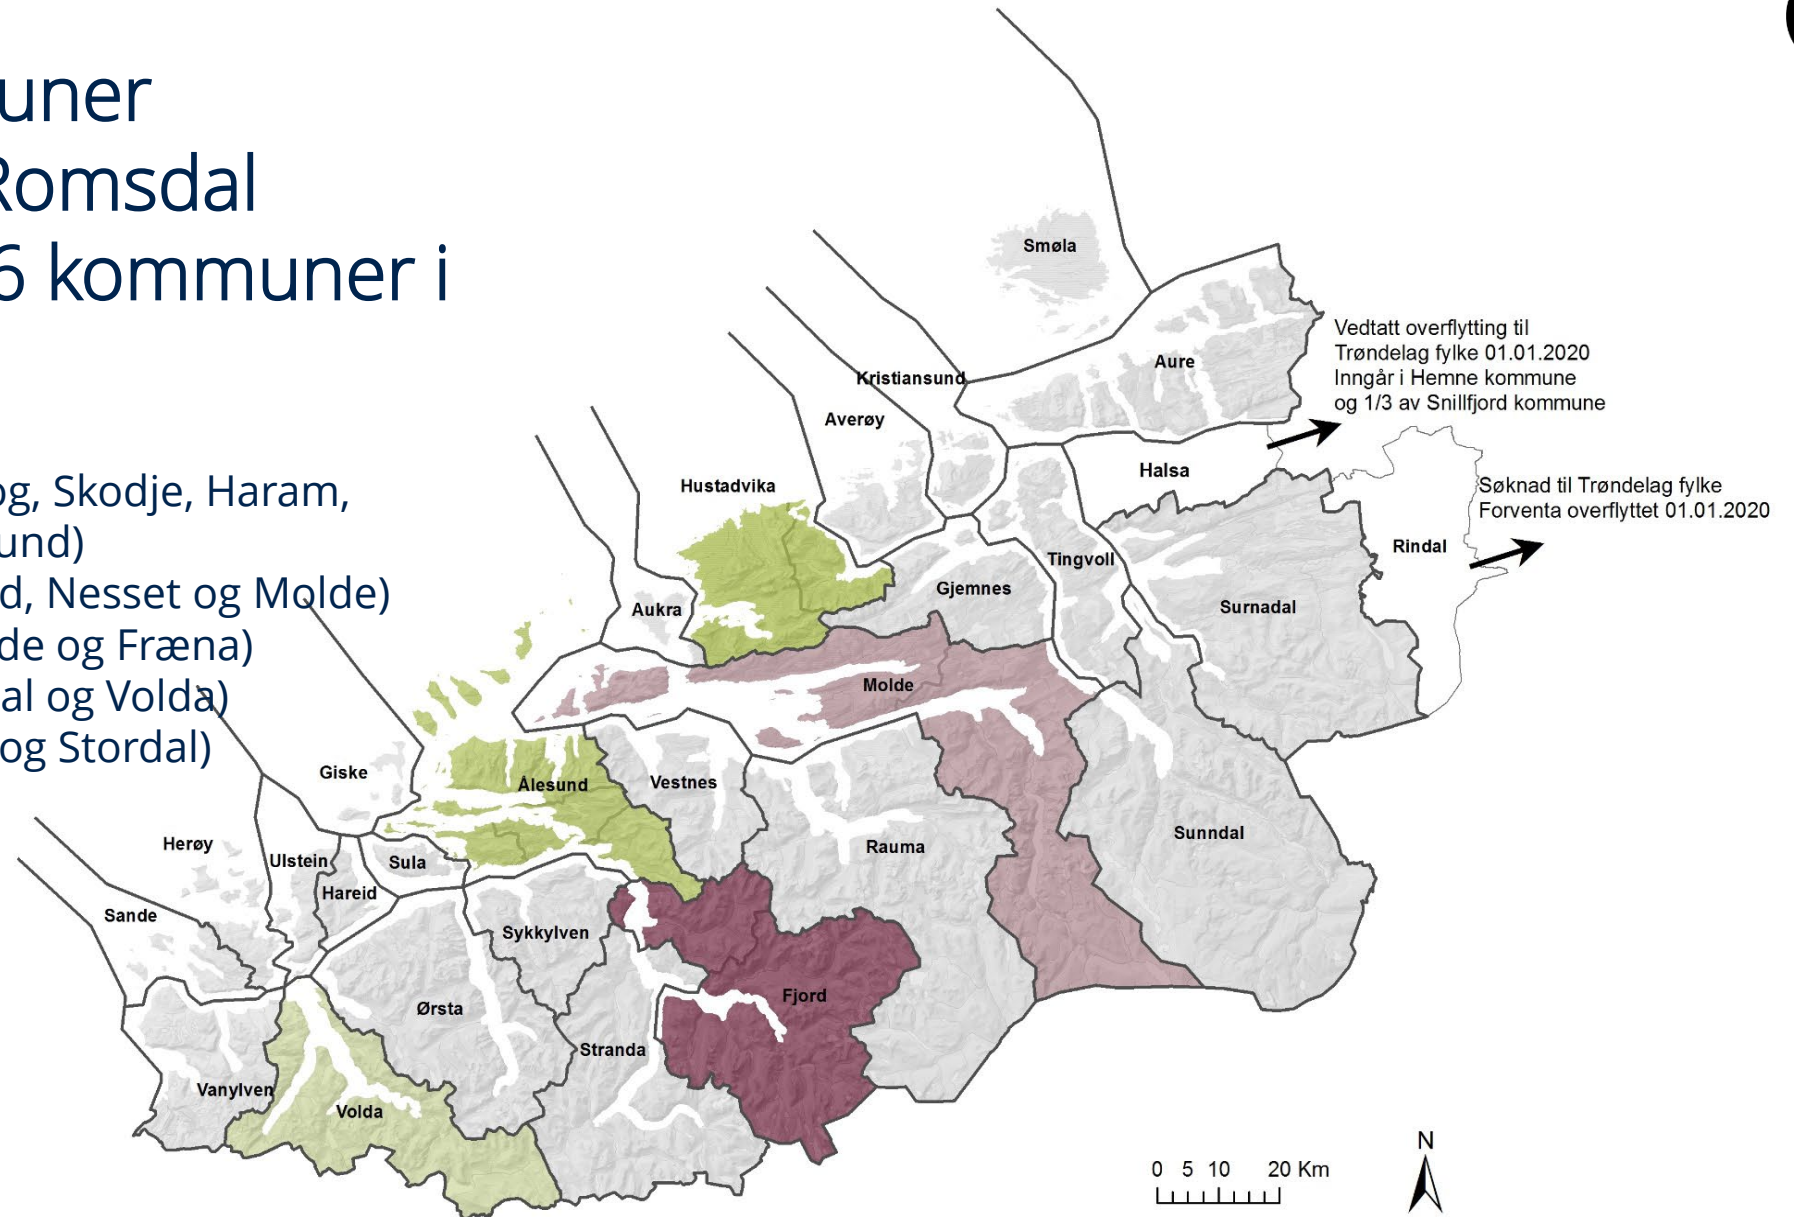 uner
Romsdal
6 kommuner i
og, Skodje, Haram,
und)
d, Nesset og Molde)
de og Fræna)
al og Volda)
og Stordal)
Smøla
Aure
Vedtatt overflytting til
Trøndelag fylke 01.01.2020
Inngår i Hemne kommune
og 1/3 av Snillfjord kommune
Kristiansund
Averøy
Halsa
Hustadvika
Søknad til Trøndelag fylke
Forventa overflyttet 01.01.2020
Rindal
Tingvoll
Gjemnes
Aukra
Surnadal
Molde
Giske
Ålesund
Vestnes
Sunndal
Herøy
Rauma
Ulstein
Sula
Hareid
Sande
Sykkylven
Fjord
Ørsta
Stranda
Vanylven
Volda
N
0 5 10 20 Km